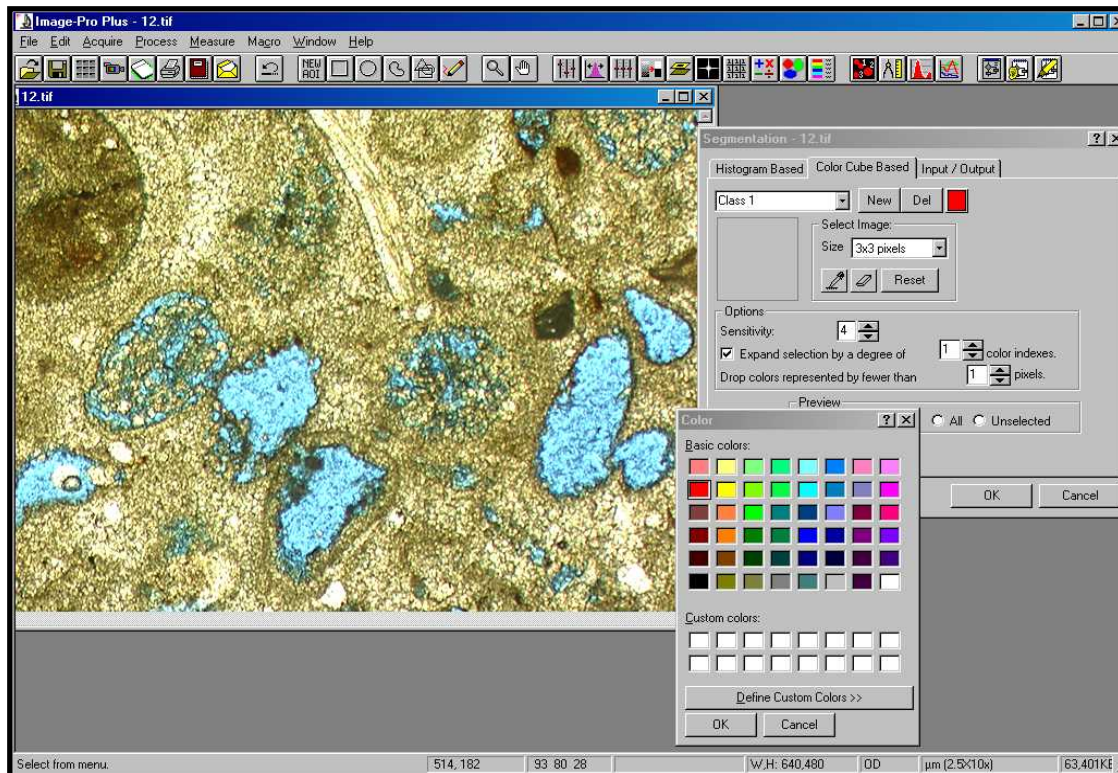 Image-Pro Plus - 12.tif
File Edit Acquire Process Measure Macro Window Help
NEW AOI
12.tif
Segmentation - 12.tif
Histogram Based Color Cube Based Input / Output
Class 1 New Del
Select Image:
Size 3x3 pixels
Reset
Options
Sensitivity: 4
Expand selection by a degree of 1 color indexes.
Drop colors represented by fewer than 1 pixels.
Preview
All Unselected
OK Cancel
Color
Basic colors:
Custom colors:
Define Custom Colors >>
OK Cancel
Select from menu. 514, 182 93 80 28 W,H: 640,480 OD µm (2.5X10x) 63,401K